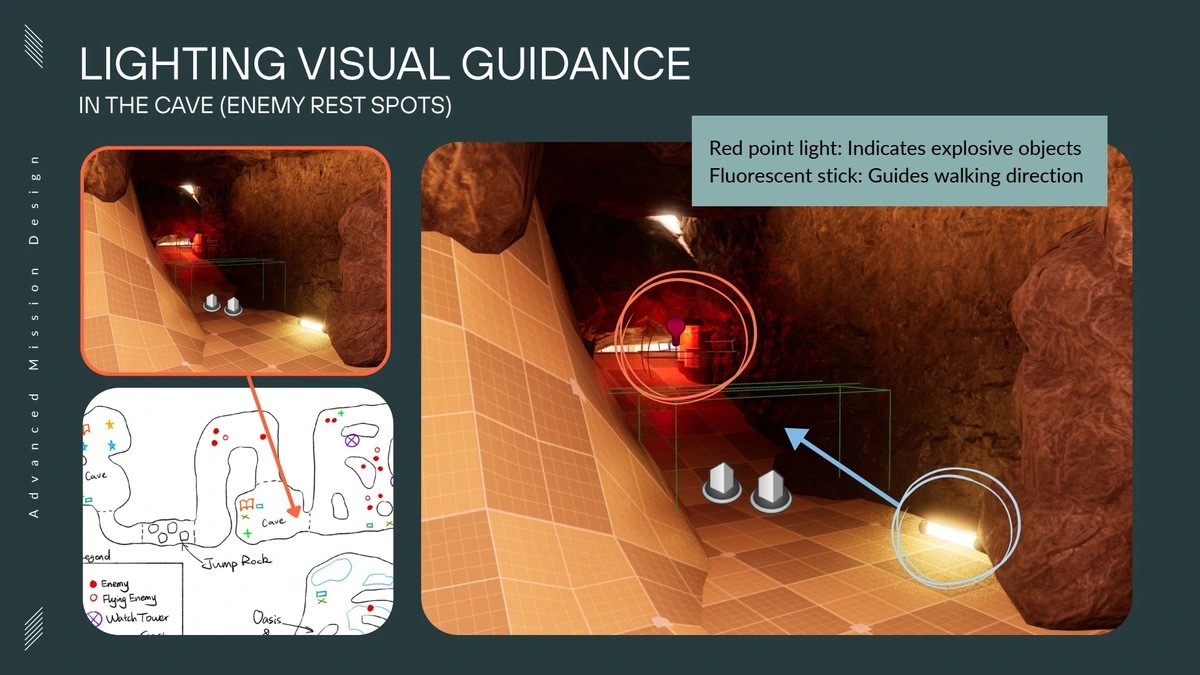 LIGHTING VISUAL GUIDANCE
IN THE CAVE (ENEMY REST SPOTS)
Advanced Mission Design
Red point light: Indicates explosive objects
Fluorescent stick: Guides walking direction
Cave
Cave
Jump Rock
egend
Enemy
Flying Enemy
Watch Tower
Oasis
&